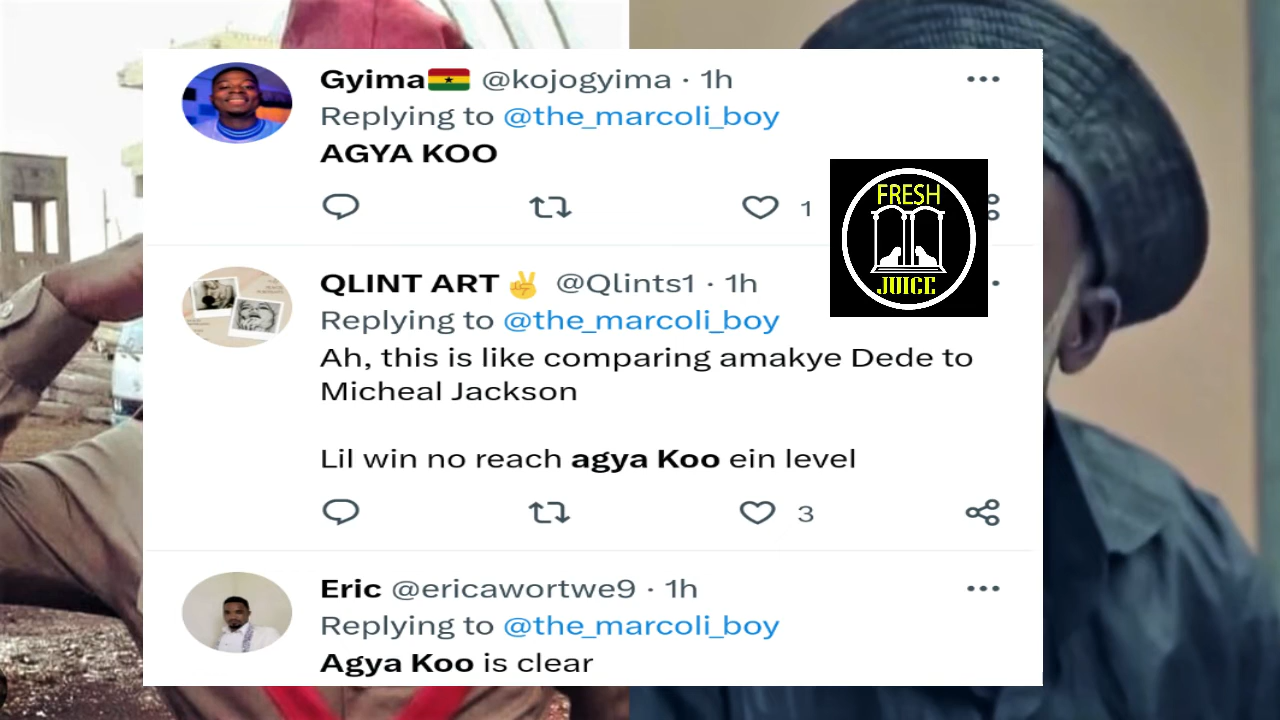 Gyima🇬🇭 @kojogyima · 1h
Replying to @the_marcoli_boy
AGYA KOO
1
FRESH
JUICE
QLINT ART✌️ @Qlints1 · 1h
Replying to @the_marcoli_boy
Ah, this is like comparing amakye Dede to
Micheal Jackson
Lil win no reach agya Koo ein level
3
Eric @ericawortwe9 · 1h
Replying to @the_marcoli_boy
Agya Koo is clear